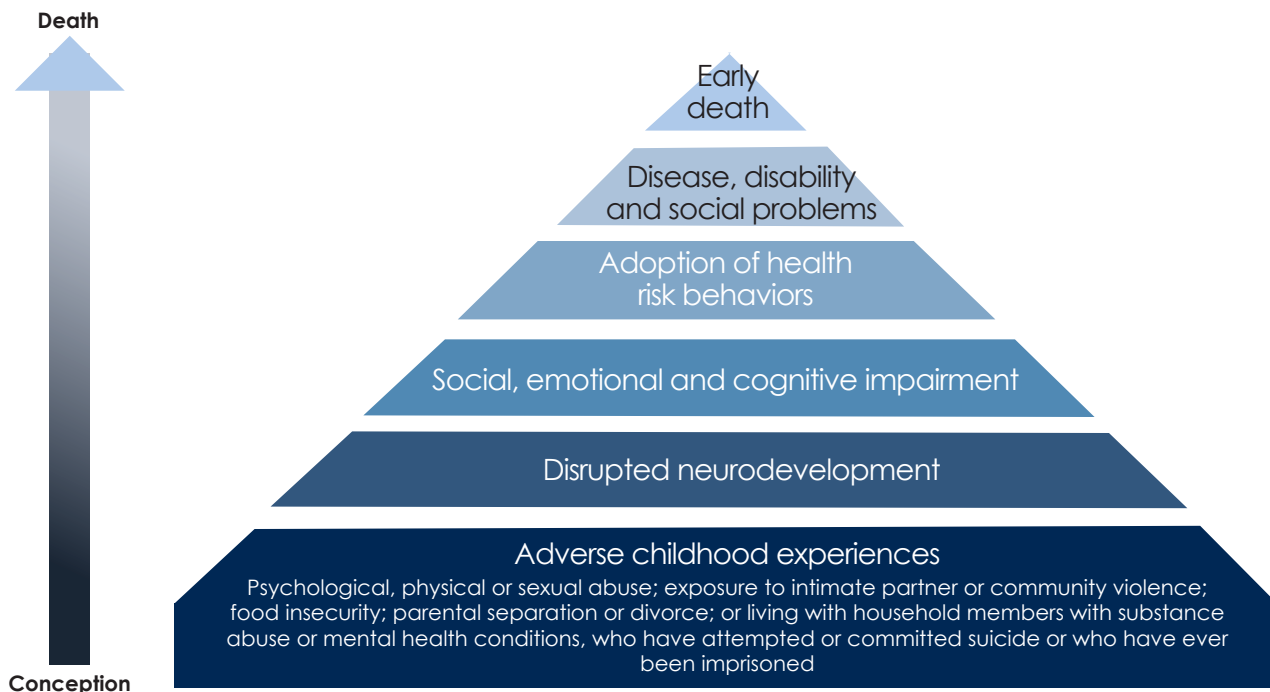 Death
Early
death
Disease, disability
and social problems
Adoption of health
risk behaviors
Social, emotional and cognitive impairment
Disrupted neurodevelopment
Adverse childhood experiences
Psychological, physical or sexual abuse; exposure to intimate partner or community violence;
food insecurity; parental separation or divorce; or living with household members with substance
abuse or mental health conditions, who have attempted or committed suicide or who have ever
been imprisoned
Conception